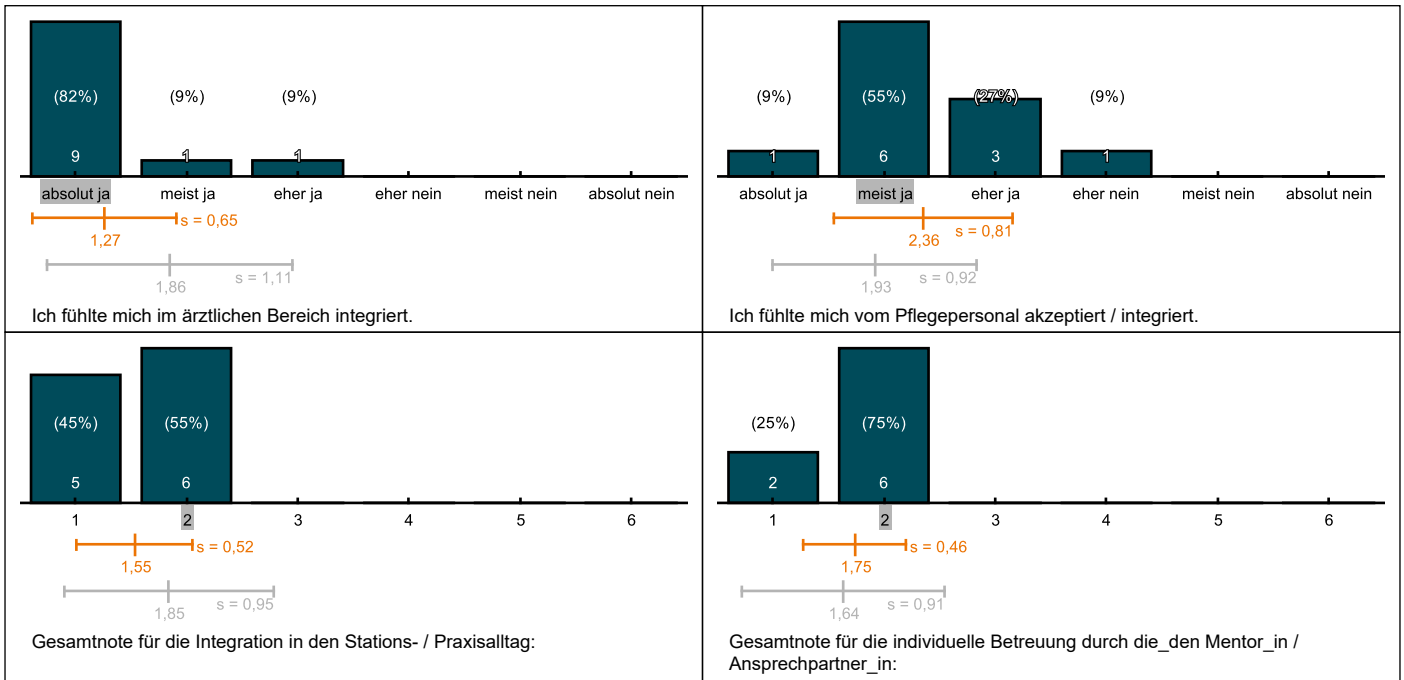 (82%) (9%) (9%)
9 1 1
absolut ja meist ja eher ja eher nein meist nein absolut nein
s = 0,65
1,27
s = 1,11
1,86
Ich fühlte mich im ärztlichen Bereich integriert.
(9%) (55%) (27%) (9%)
1 6 3 1
absolut ja meist ja eher ja eher nein meist nein absolut nein
s = 0,81
2,36
s = 0,92
1,93
Ich fühlte mich vom Pflegepersonal akzeptiert / integriert.
(45%) (55%)
5 6
1 2 3 4 5 6
s = 0,52
1,55
s = 0,95
1,85
Gesamtnote für die Integration in den Stations- / Praxisalltag:
(25%) (75%)
2 6
1 2 3 4 5 6
s = 0,46
1,75
s = 0,91
1,64
Gesamtnote für die individuelle Betreuung durch die_den Mentor_in /
Ansprechpartner_in: